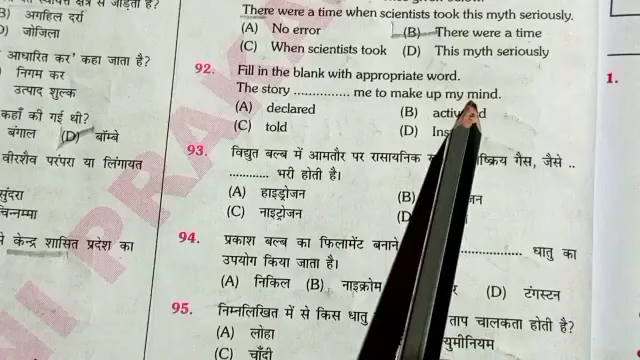 स्थापित क्षेत्र से जोड़ता है?
B) अगहिल दर्रा
D) जोजिला
आधारित कर' कहा जाता है?
निगम कर
उत्पाद शुल्क
कहाँ की गई थी?
बंगाल (D) बॉम्बे
वीरशैव परंपरा या लिंगायत
सुंदरा
चिन्नम्मा
केन्द्र शासित प्रदेश का
There were a time when scientists took this myth seriously.
(A) No error (B) There were a time
(C) When scientists took (D) This myth seriously
92. Fill in the blank with appropriate word.
The story ............... me to make up my mind.
(A) declared (B)
(C) told (D)
93. विद्युत बल्ब में आमतौर पर रासायनिक गैस, जैसे ..
............ भरी होती है।
(A) हाइड्रोजन (B)
(C) नाइट्रोजन (D
94. प्रकाश बल्ब का फिलामेंट बनाने .................... धातु का
उपयोग किया जाता है।
(A) निकिल (B) नाइक्रोम (D) टंगस्टन
95. निम्नलिखित में से किस धातु ताप चालकता होती है?
(A) लोहा
(C) चाँदी
1.